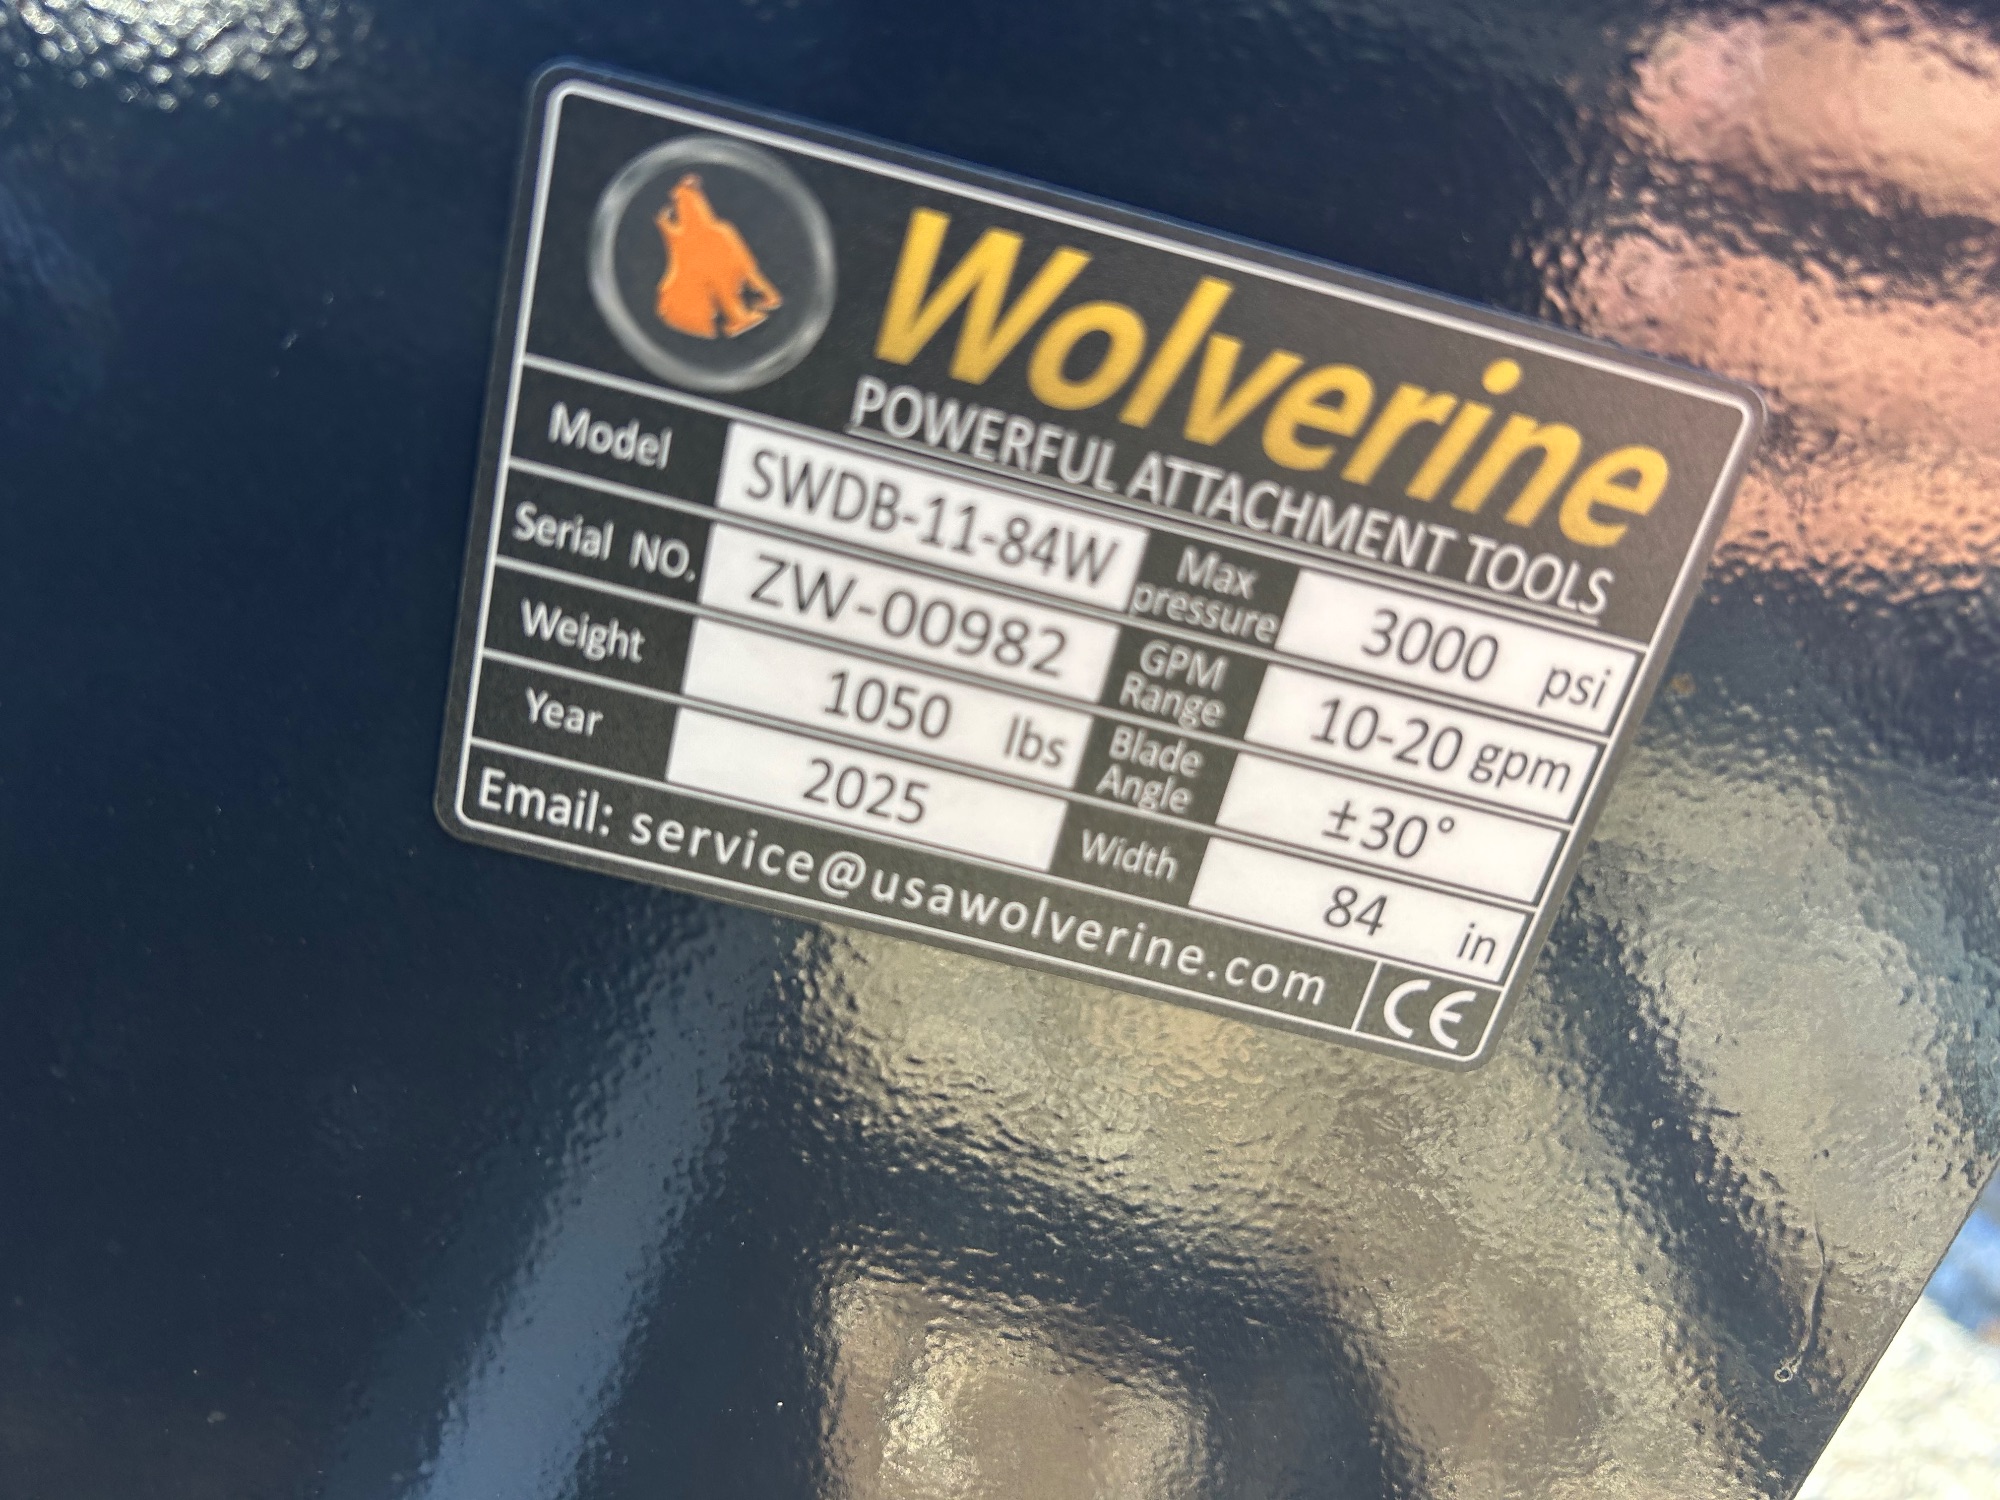 Wolverine
POWERFUL ATTACHMENT TOOLS
Model SWDB-11-84W Max pressure 3000 psi
Serial NO. ZW-00982 GPM Range 10-20 gpm
Weight 1050 lbs Blade Angle ±30°
Year 2025 Width 84 in
Email: service@usawolverine.com CE